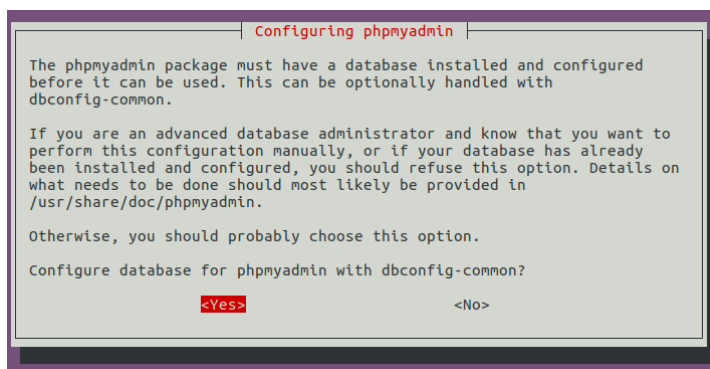 Configuring phpmyadmin
The phpmyadmin package must have a database installed and configured
before it can be used. This can be optionally handled with
dbconfig-common.
If you are an advanced database administrator and know that you want to
perform this configuration manually, or if your database has already
been installed and configured, you should refuse this option. Details on
what needs to be done should most likely be provided in
/usr/share/doc/phpmyadmin.
Otherwise, you should probably choose this option.
Configure database for phpmyadmin with dbconfig-common?
<Yes> <No>